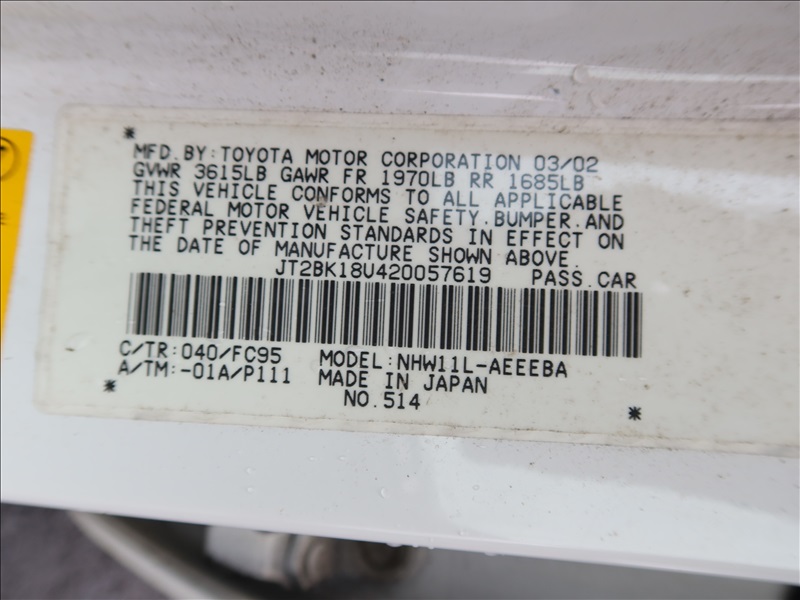 * MFD.BY:TOYOTA MOTOR CORPORATION 03/02
GVWR 3615LB GAWR FR 1970LB RR 1685LB
THIS VEHICLE CONFORMS TO ALL APPLICABLE
FEDERAL MOTOR VEHICLE SAFETY.BUMPER.AND
THEFT PREVENTION STANDARDS IN EFFECT ON
THE DATE OF MANUFACTURE SHOWN ABOVE.
JT2BK18U420057619 PASS.CAR
C/TR:040/FC95 MODEL:NHW11L-AEEEBA
A/TM:-01A/P111 MADE IN JAPAN
* NO.514 *